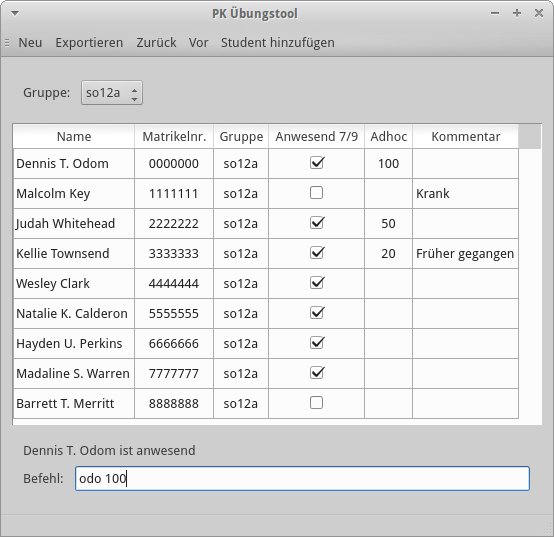 PK Übungstool
Neu Exportieren Zurück Vor Student hinzufügen
Gruppe: so12a
Name Matrikelnr. Gruppe Anwesend 7/9 Adhoc Kommentar
Dennis T. Odom 0000000 so12a 100
Malcolm Key 1111111 so12a Krank
Judah Whitehead 2222222 so12a 50
Kellie Townsend 3333333 so12a 20 Früher gegangen
Wesley Clark 4444444 so12a
Natalie K. Calderon 5555555 so12a
Hayden U. Perkins 6666666 so12a
Madaline S. Warren 7777777 so12a
Barrett T. Merritt 8888888 so12a
Dennis T. Odom ist anwesend
Befehl: odo 100